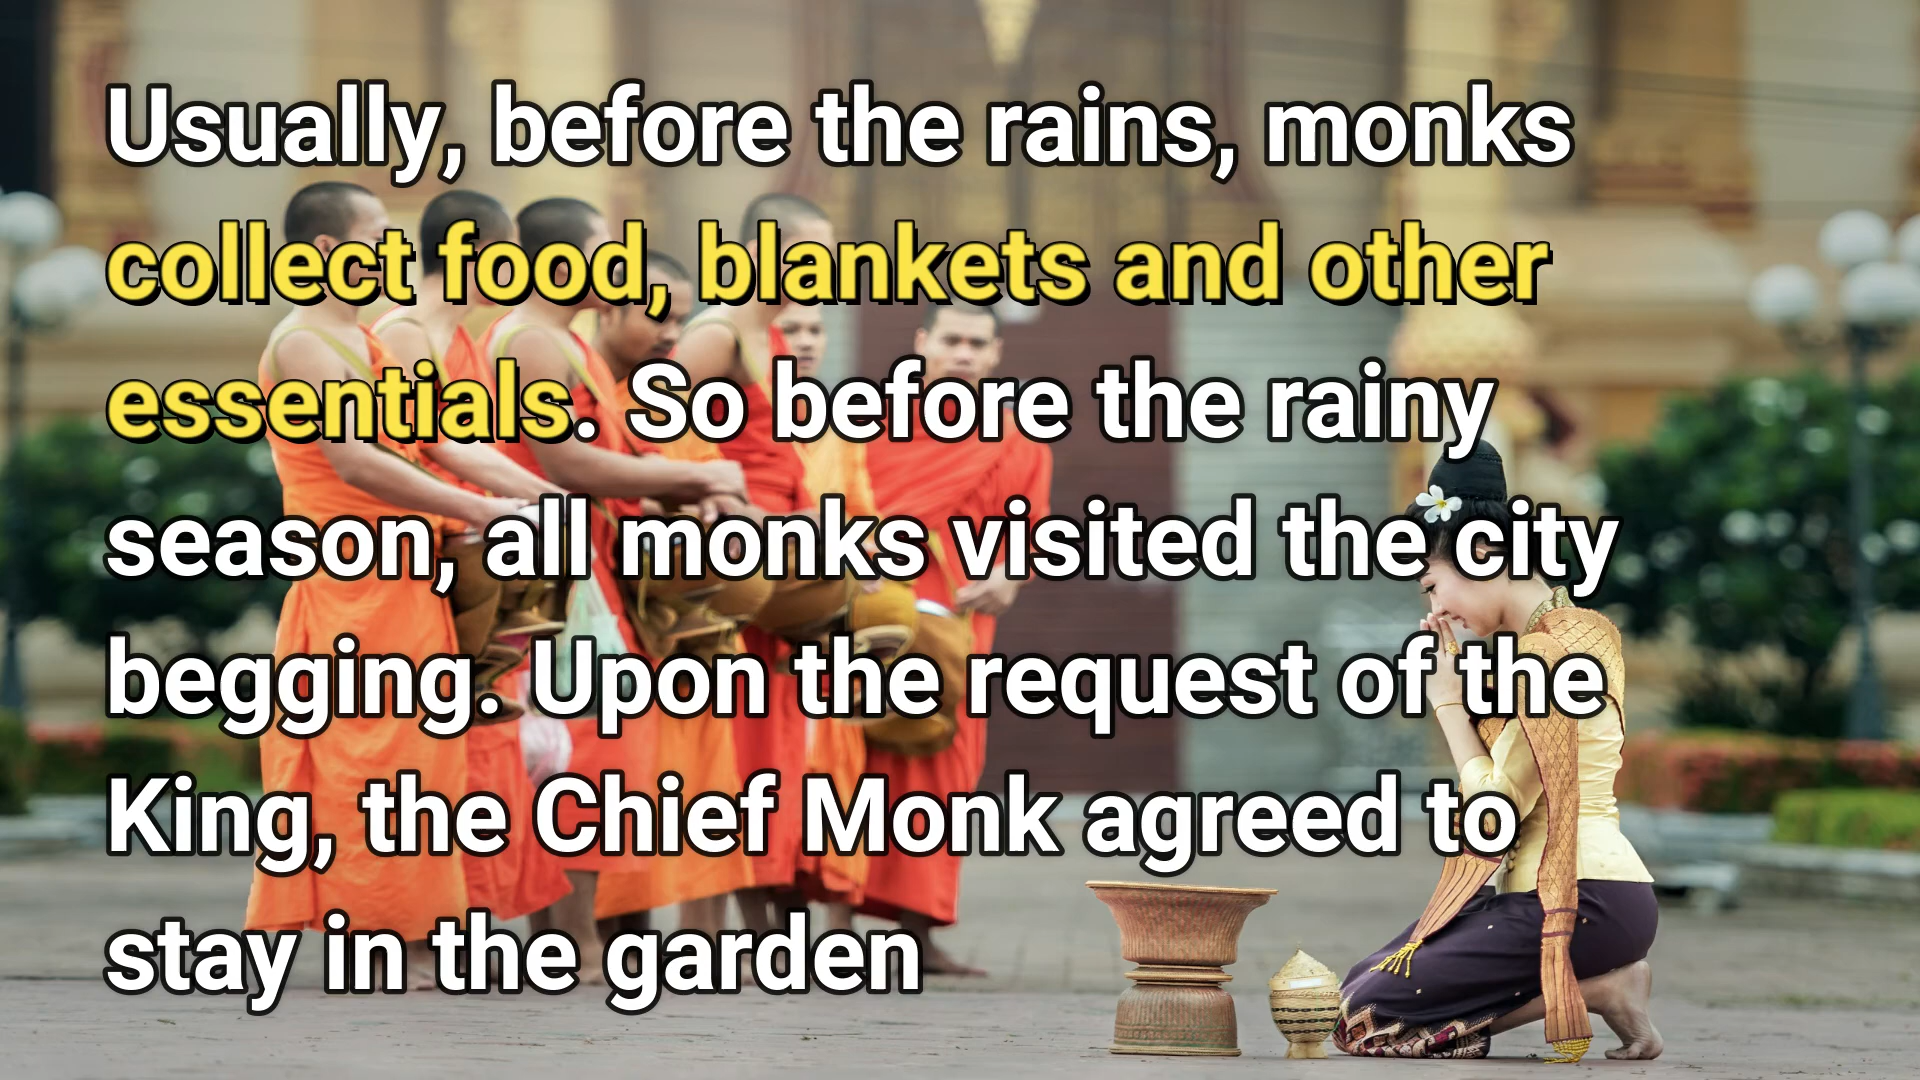 Usually, before the rains, monks
collect food, blankets and other
essentials. So before the rainy
season, all monks visited the city
begging. Upon the request of the
King, the Chief Monk agreed to
stay in the garden